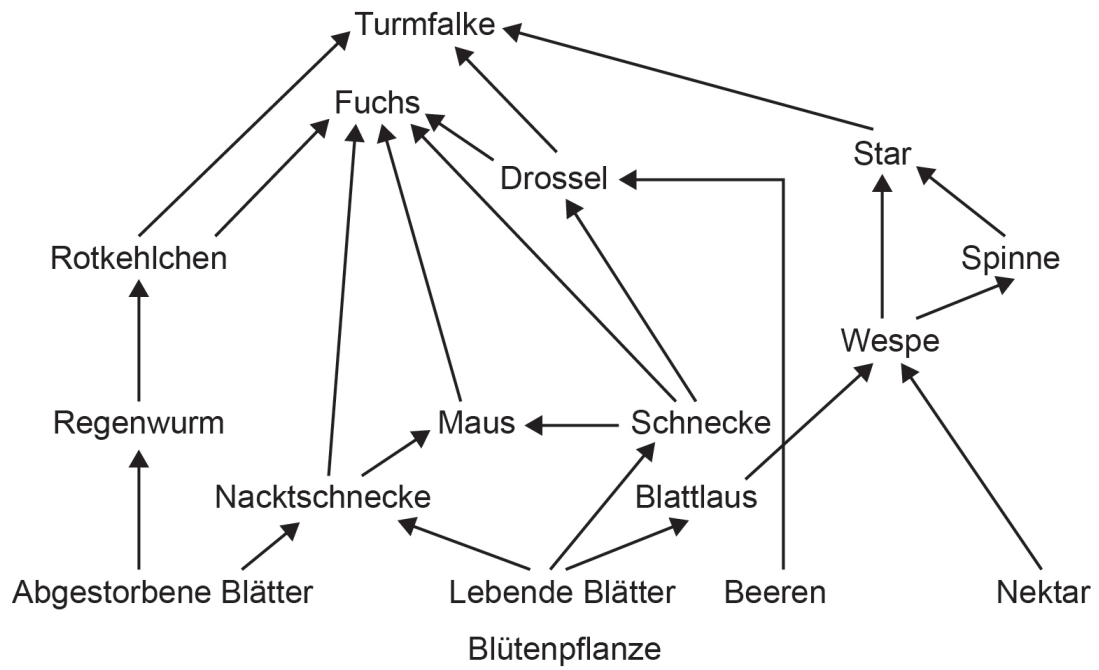 Turmfalke
Fuchs
Star
Drossel
Rotkehlchen
Spinne
Wespe
Regenwurm
Maus
Schnecke
Nacktschnecke
Blattlaus
Abgestorbene Blätter
Lebende Blätter
Beeren
Nektar
Blütenpflanze